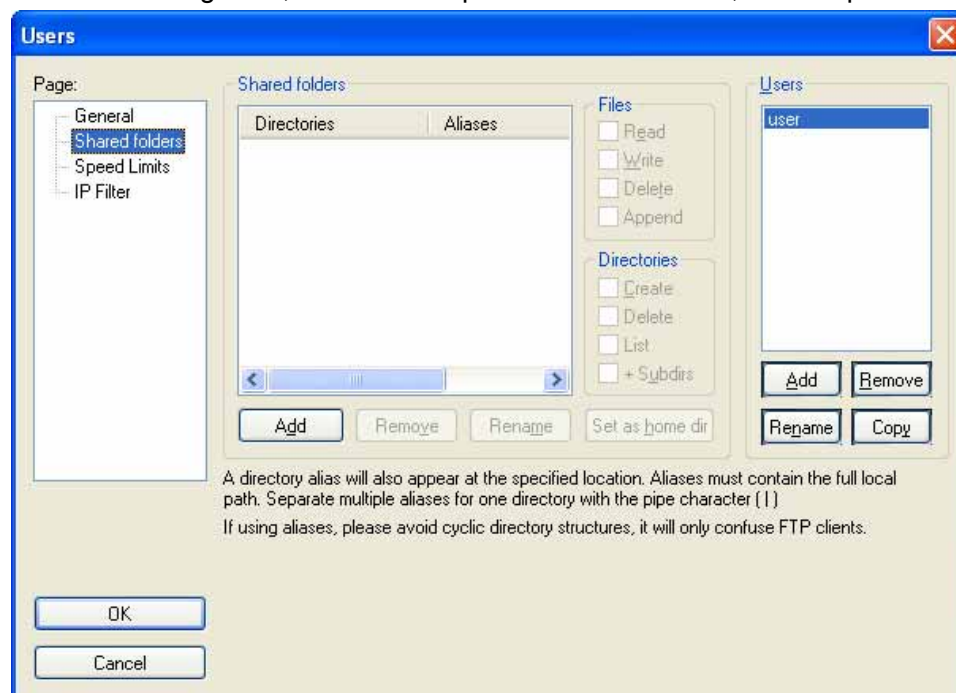 Users
Page:
General
Shared folders
Speed Limits
IP Filter
Shared folders
Directories Aliases
Files
Read
Write
Delete
Append
Directories
Create
Delete
List
+ Subdirs
Add Remove Rename Set as home dir
Users
user
Add Remove
Rename Copy
A directory alias will also appear at the specified location. Aliases must contain the full local
path. Separate multiple aliases for one directory with the pipe character ( | )
If using aliases, please avoid cyclic directory structures, it will only confuse FTP clients.
OK
Cancel